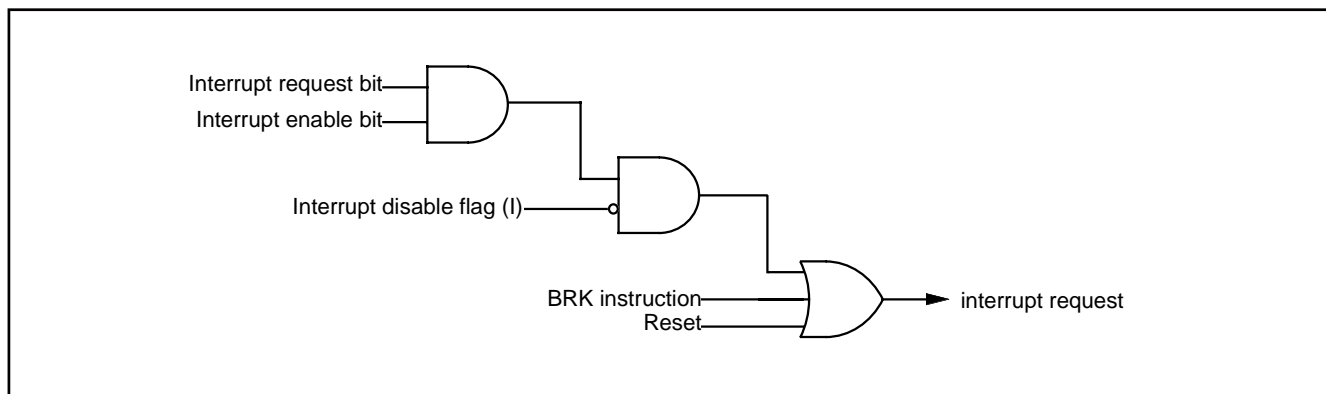 Interrupt request bit
Interrupt enable bit
Interrupt disable flag (I)
BRK instruction
Reset
interrupt request